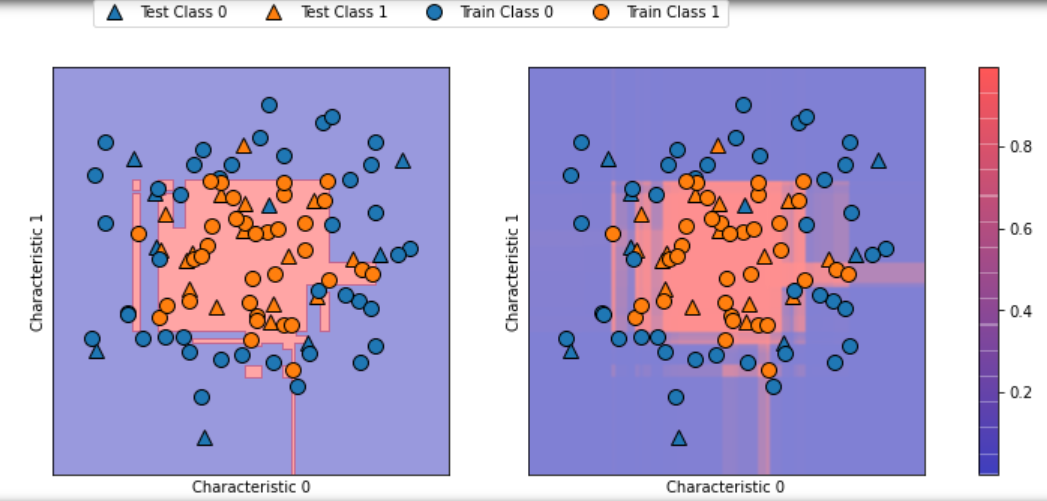 Test Class 0 Test Class 1 Train Class 0 Train Class 1
Characteristic 1
Characteristic 0
Characteristic 1
Characteristic 0
0.8
0.6
0.4
0.2